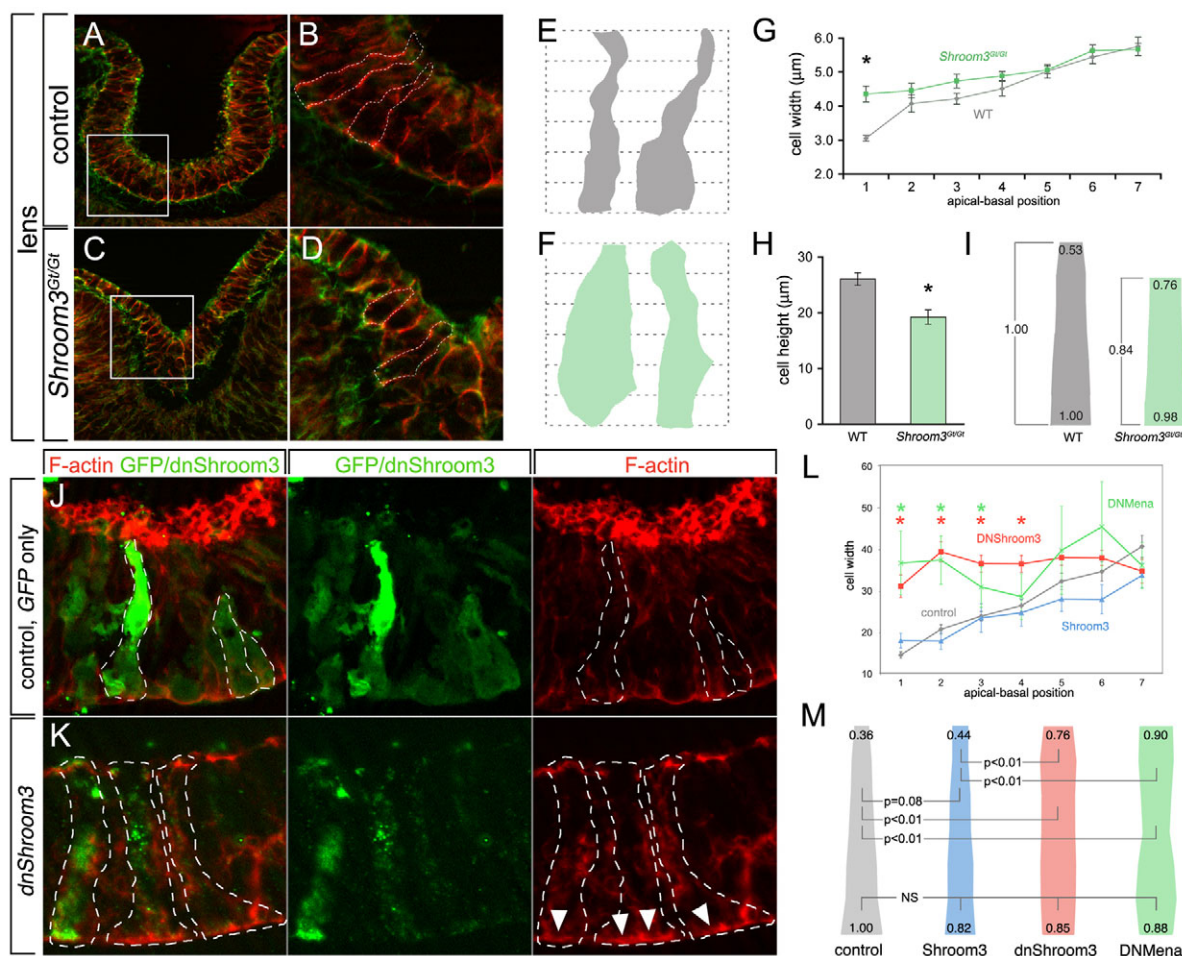 lens
control
Shroom3Gt/Gt
A
B
C
D
E
F
G
Shroom3Gt/Gt
WT
*
cell width (μm)
6.0
5.0
4.0
3.0
2.0
1 2 3 4 5 6 7
apical-basal position
H
cell height (μm)
30
20
10
0
*
WT
Shroom3Gt/Gt
I
0.53
1.00
1.00
WT
0.76
0.84
0.98
Shroom3Gt/Gt
F-actin GFP/dnShroom3
GFP/dnShroom3
F-actin
control, GFP only
J
dnShroom3
K
L
DNMena
* * *
* * * *
DNShroom3
control
Shroom3
cell width
50
40
30
20
10
1 2 3 4 5 6 7
apical-basal position
M
0.36 0.44 0.76 0.90
p<0.01
p<0.01
p=0.08
p<0.01
p<0.01
NS
1.00 0.82 0.85 0.88
control Shroom3 dnShroom3 DNMena